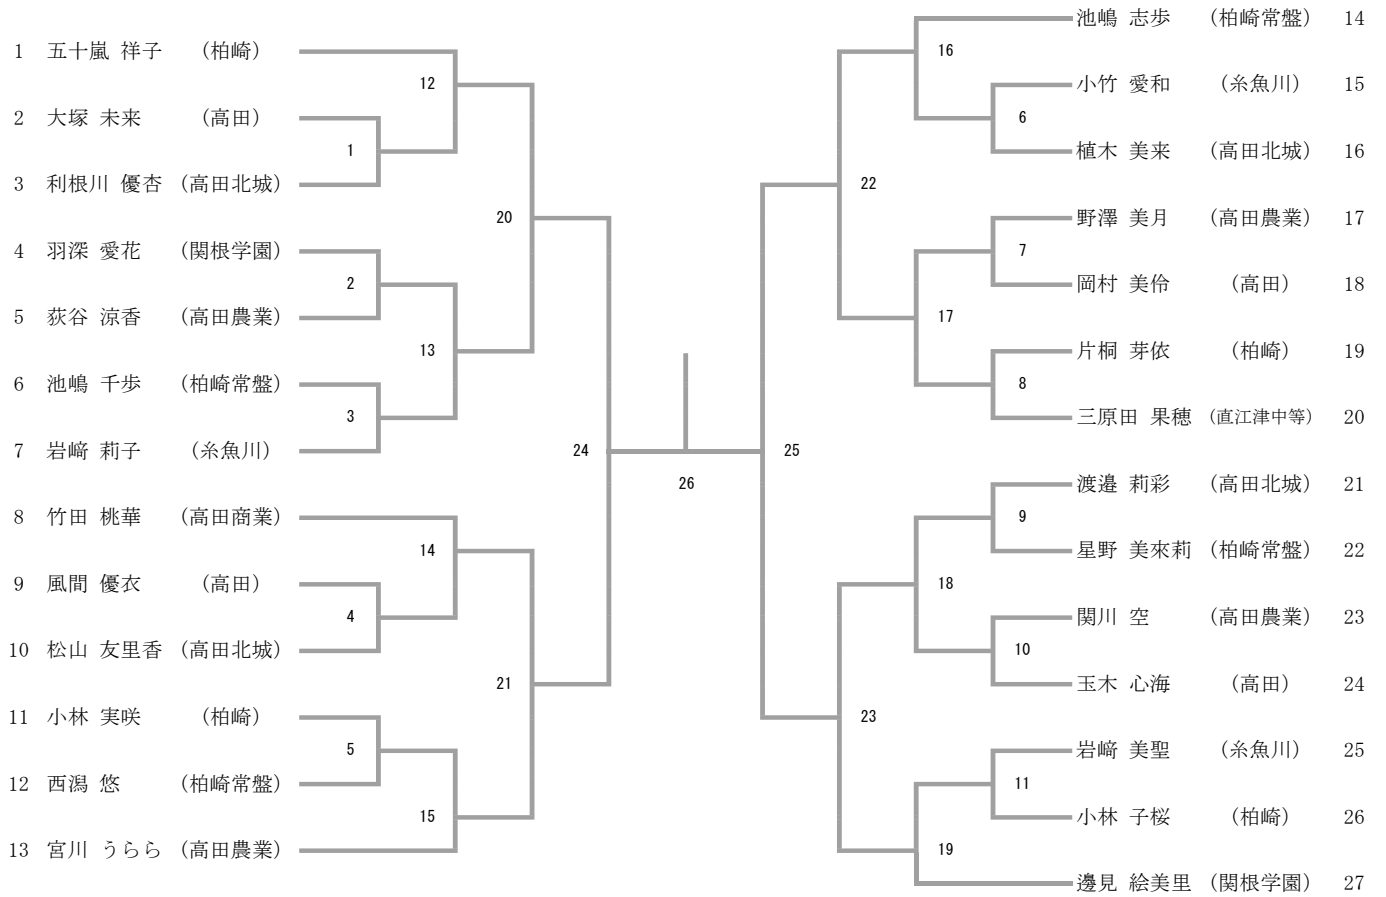 1 五十嵐 祥子 （柏崎）
2 大塚 未来 （高田）
3 利根川 優杏 （高田北城）
4 羽深 愛花 （関根学園）
5 荻谷 涼香 （高田農業）
6 池嶋 千歩 （柏崎常盤）
7 岩﨑 莉子 （糸魚川）
8 竹田 桃華 （高田商業）
9 風間 優衣 （高田）
10 松山 友里香 （高田北城）
11 小林 実咲 （柏崎）
12 西潟 悠 （柏崎常盤）
13 宮川 うらら （高田農業）
12
1
20
2
13
3
24
14
4
21
5
15
26
池嶋 志歩 （柏崎常盤） 14
小竹 愛和 （糸魚川） 15
植木 美来 （高田北城） 16
野澤 美月 （高田農業） 17
岡村 美伶 （高田） 18
片桐 芽依 （柏崎） 19
三原田 果穂 （直江津中等） 20
渡邉 莉彩 （高田北城） 21
星野 美來莉 （柏崎常盤） 22
関川 空 （高田農業） 23
玉木 心海 （高田） 24
岩﨑 美聖 （糸魚川） 25
小林 子桜 （柏崎） 26
邊見 絵美里 （関根学園） 27
16
6
22
7
17
8
25
9
18
10
23
11
19